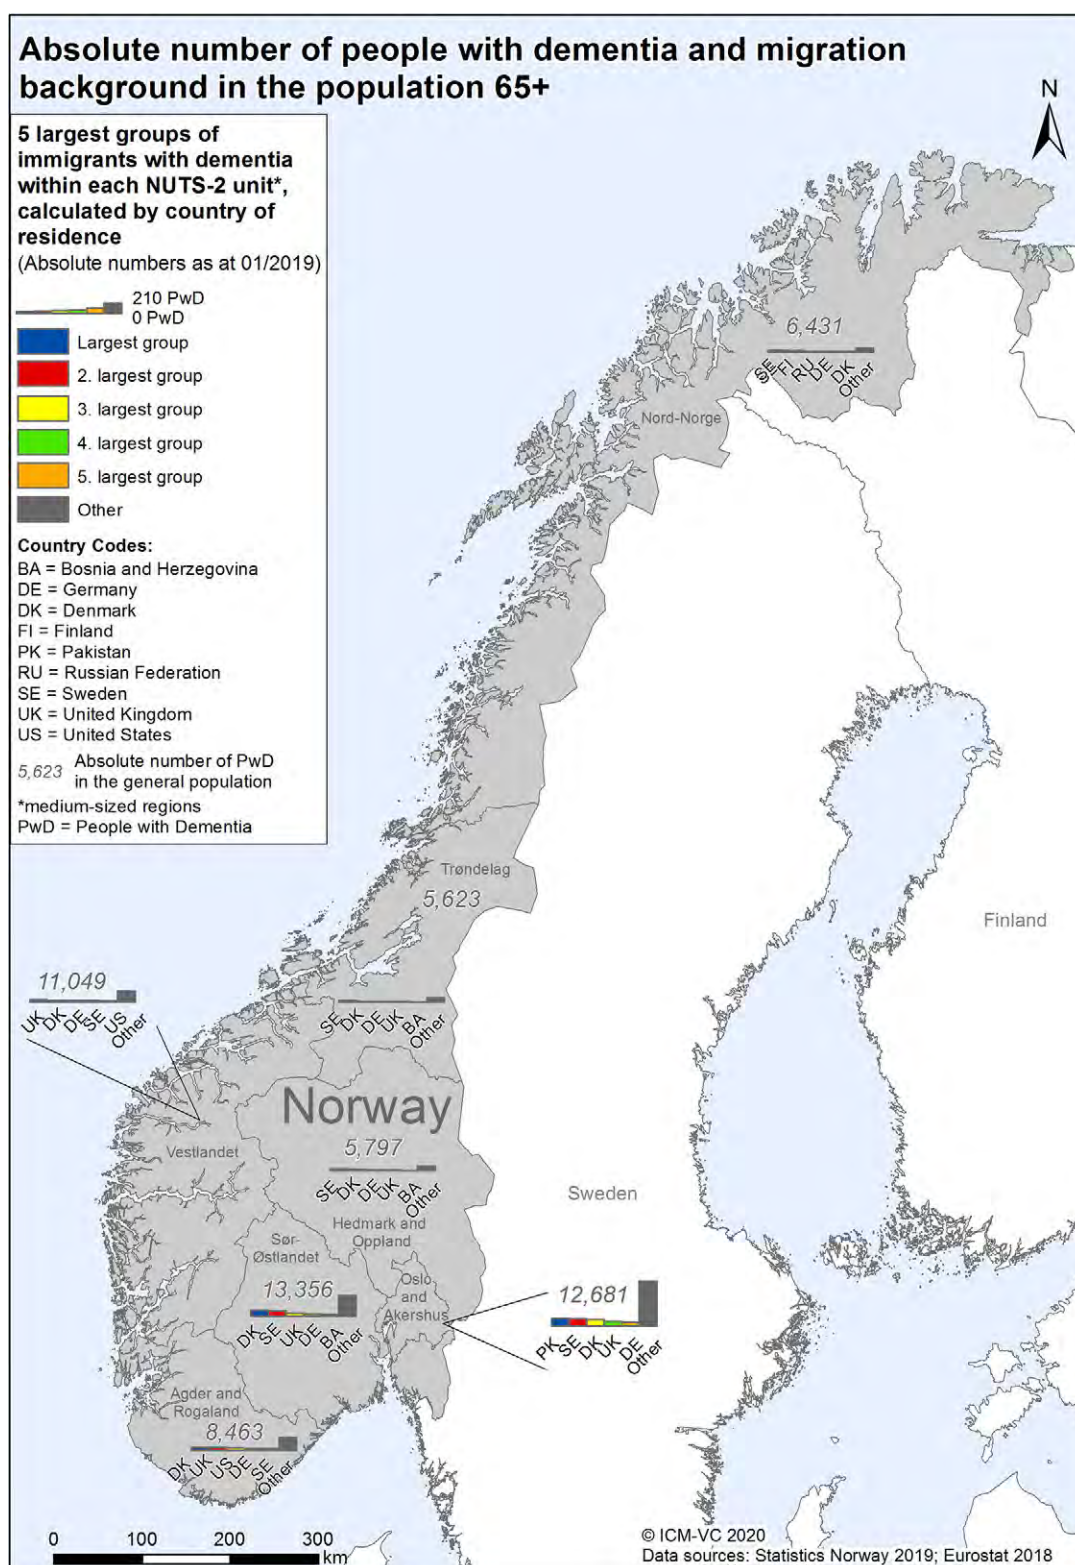 Absolute number of people with dementia and migration
background in the population 65+
N
5 largest groups of
immigrants with dementia
within each NUTS-2 unit*,
calculated by country of
residence
(Absolute numbers as at 01/2019)
210 PwD
0 PwD
Largest group
2. largest group
3. largest group
4. largest group
5. largest group
Other
Country Codes:
BA = Bosnia and Herzegovina
DE = Germany
DK = Denmark
FI = Finland
PK = Pakistan
RU = Russian Federation
SE = Sweden
UK = United Kingdom
US = United States
5,623 Absolute number of PwD
in the general population
*medium-sized regions
PwD = People with Dementia
6,431
SE FI RU DE DK Other
Nord-Norge
Trøndelag
5,623
SE DK DE UK BA Other
Finland
11,049
UK DK DE SE US Other
Norway
Vestlandet
5,797
SE DK DE UK BA Other
Sweden
Hedmark and
Oppland
Sør-
Østlandet
13,356
DK SE UK DE BA Other
Oslo
and
Akershus
12,681
PK SE DK UK DE Other
Agder and
Rogaland
8,463
DK UK US DE SE Other
0 100 200 300
km
© ICM-VC 2020
Data sources: Statistics Norway 2019; Eurostat 2018